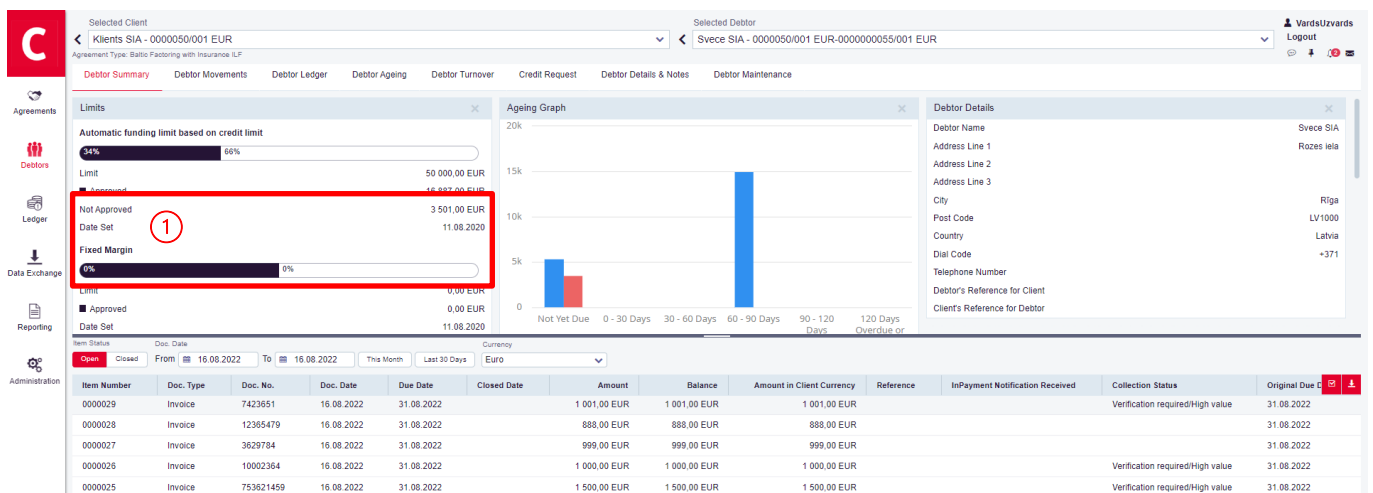 C
Selected Client
Klients SIA - 0000050/001 EUR
Selected Debtor
Svece SIA - 0000050/001 EUR-0000000055/001 EUR
VardsUzvards
Logout
2
Agreement Type: Baltic Factoring with Insurance ILF
Debtor Summary Debtor Movements Debtor Ledger Debtor Ageing Debtor Turnover Credit Request Debtor Details & Notes Debtor Maintenance
Agreements
Debtors
Ledger
Data Exchange
Reporting
Administration
Limits
Automatic funding limit based on credit limit
34% 66%
Limit 50 000,00 EUR
Approved 16 887,00 EUR
Not Approved 3 501,00 EUR
Date Set 11.08.2020
1
Fixed Margin
0% 0%
Limit 0,00 EUR
Approved 0,00 EUR
Date Set 11.08.2020
Ageing Graph
20k
15k
10k
5k
0
Not Yet Due 0 - 30 Days 30 - 60 Days 60 - 90 Days 90 - 120 Days 120 Days Overdue or
Debtor Details
Debtor Name Svece SIA
Address Line 1 Rozes iela
Address Line 2
Address Line 3
City Rīga
Post Code LV1000
Country Latvia
Dial Code +371
Telephone Number
Debtor's Reference for Client
Client's Reference for Debtor
Item Status Doc. Date Currency
Open Closed From 16.08.2022 To 16.08.2022 This Month Last 30 Days Euro
Item Number Doc. Type Doc. No. Doc. Date Due Date Closed Date Amount Balance Amount in Client Currency Reference InPayment Notification Received Collection Status Original Due D
0000029 Invoice 7423651 16.08.2022 31.08.2022 1 001,00 EUR 1 001,00 EUR 1 001,00 EUR Verification required/High value 31.08.2022
0000028 Invoice 12365479 16.08.2022 31.08.2022 888,00 EUR 888,00 EUR 888,00 EUR 31.08.2022
0000027 Invoice 3629784 16.08.2022 31.08.2022 999,00 EUR 999,00 EUR 999,00 EUR 31.08.2022
0000026 Invoice 10002364 16.08.2022 31.08.2022 1 000,00 EUR 1 000,00 EUR 1 000,00 EUR Verification required/High value 31.08.2022
0000025 Invoice 753621459 16.08.2022 31.08.2022 1 500,00 EUR 1 500,00 EUR 1 500,00 EUR Verification required/High value 31.08.2022